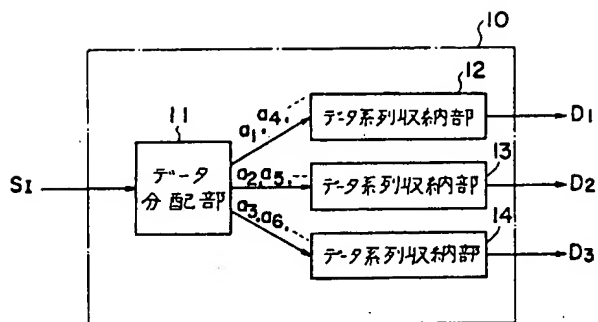 10
11
12
データ系列収納部
D1
a1, a4, ----
SI
データ
分配部
a2, a5, ---
13
データ系列収納部
D2
a3, a6, ----
14
データ系列収納部
D3